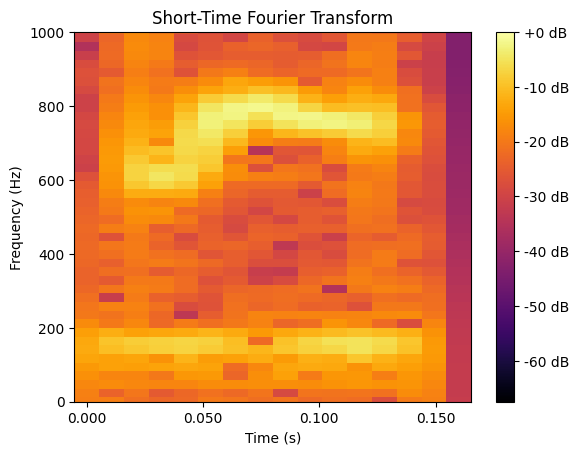 Short-Time Fourier Transform
1000
800
600
400
200
0
Frequency (Hz)
0.000
0.050
0.100
0.150
Time (s)
+0 dB
-10 dB
-20 dB
-30 dB
-40 dB
-50 dB
-60 dB